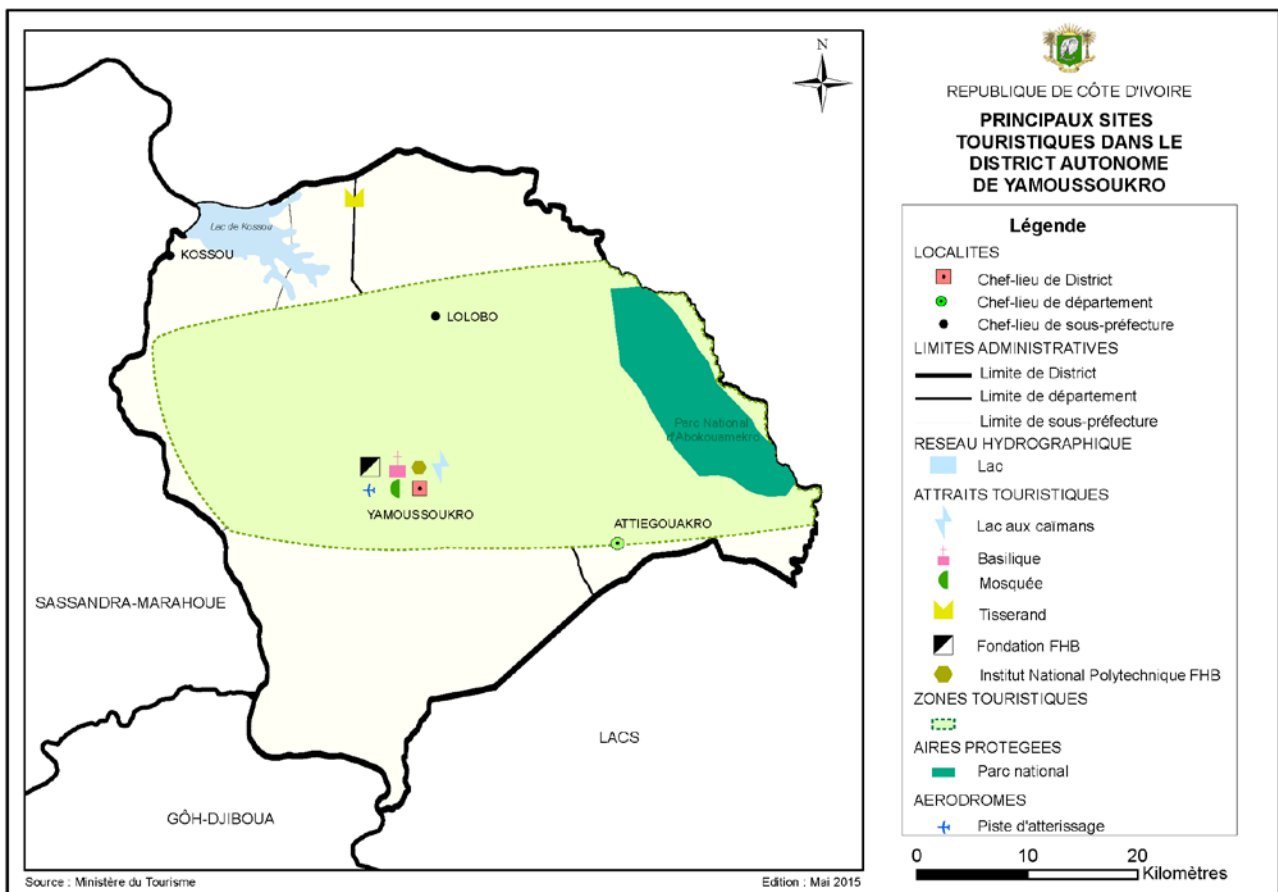 N
Lac de Kossou
KOSSOU
LOLOBO
Parc National
d'Abokouamekro
YAMOUSSOUKRO
ATTIEGOUAKRO
SASSANDRA-MARAHOUE
LACS
GÔH-DJIBOUA
Source : Ministère du Tourisme
Edition : Mai 2015
REPUBLIQUE DE CÔTE D'IVOIRE
PRINCIPAUX SITES
TOURISTIQUES DANS LE
DISTRICT AUTONOME
DE YAMOUSSOUKRO
Légende
LOCALITES
Chef-lieu de District
Chef-lieu de département
Chef-lieu de sous-préfecture
LIMITES ADMINISTRATIVES
Limite de District
Limite de département
Limite de sous-préfecture
RESEAU HYDROGRAPHIQUE
Lac
ATTRAITS TOURISTIQUES
Lac aux caïmans
Basilique
Mosquée
Tisserand
Fondation FHB
Institut National Polytechnique FHB
ZONES TOURISTIQUES
AIRES PROTEGEES
Parc national
AERODROMES
Piste d'atterissage
0 10 20
Kilomètres